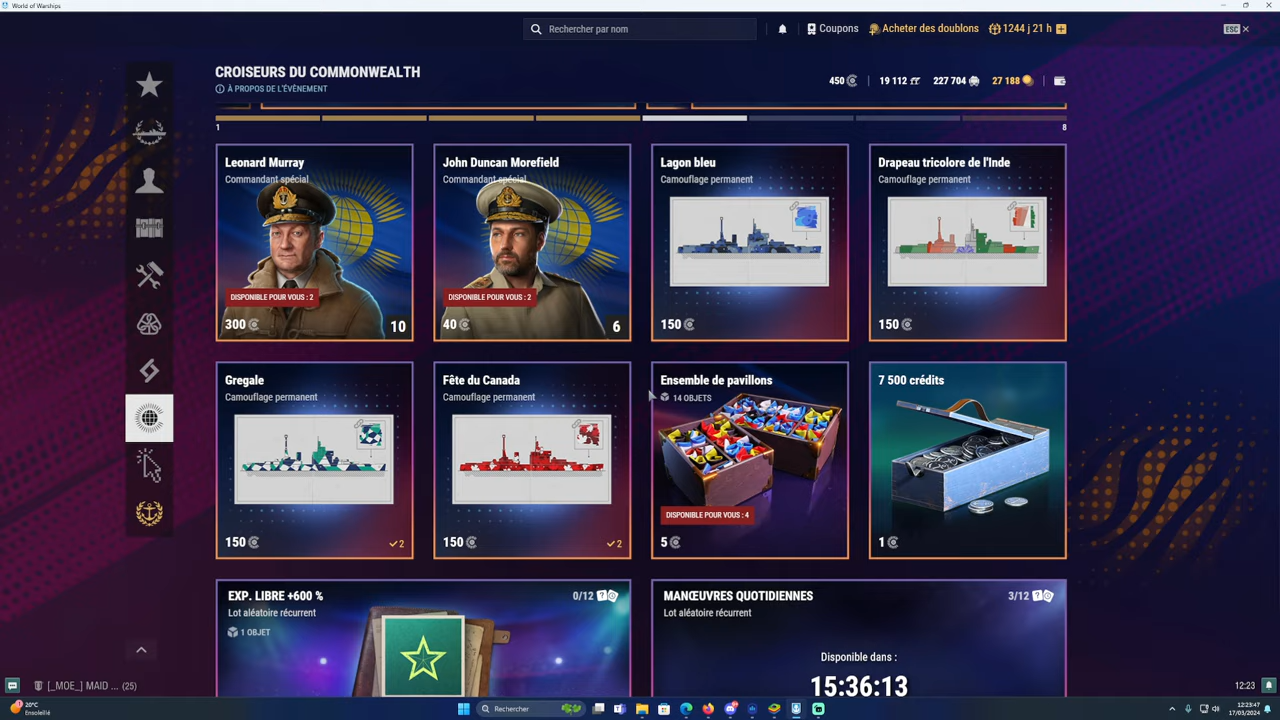 World of Warships
Rechercher par nom
Coupons
Acheter des doublons
1244 j 21 h
ESC
CROISEURS DU COMMONWEALTH
À PROPOS DE L'ÉVÈNEMENT
450
19 112
227 704
27 188
1
8
Leonard Murray
Commandant spécial
DISPONIBLE POUR VOUS : 2
300
10
John Duncan Morefield
Commandant spécial
DISPONIBLE POUR VOUS : 2
40
6
Lagon bleu
Camouflage permanent
150
Drapeau tricolore de l'Inde
Camouflage permanent
150
Gregale
Camouflage permanent
150
2
Fête du Canada
Camouflage permanent
150
2
Ensemble de pavillons
14 OBJETS
DISPONIBLE POUR VOUS : 4
5
7 500 crédits
1
EXP. LIBRE +600 %
0/12
Lot aléatoire récurrent
1 OBJET
MANŒUVRES QUOTIDIENNES
3/12
Lot aléatoire récurrent
Disponible dans :
15:36:13
[_MOE_] MAID ... (25)
12:23
20°C
Ensoleillé
Rechercher
12:23:47
17/03/2024